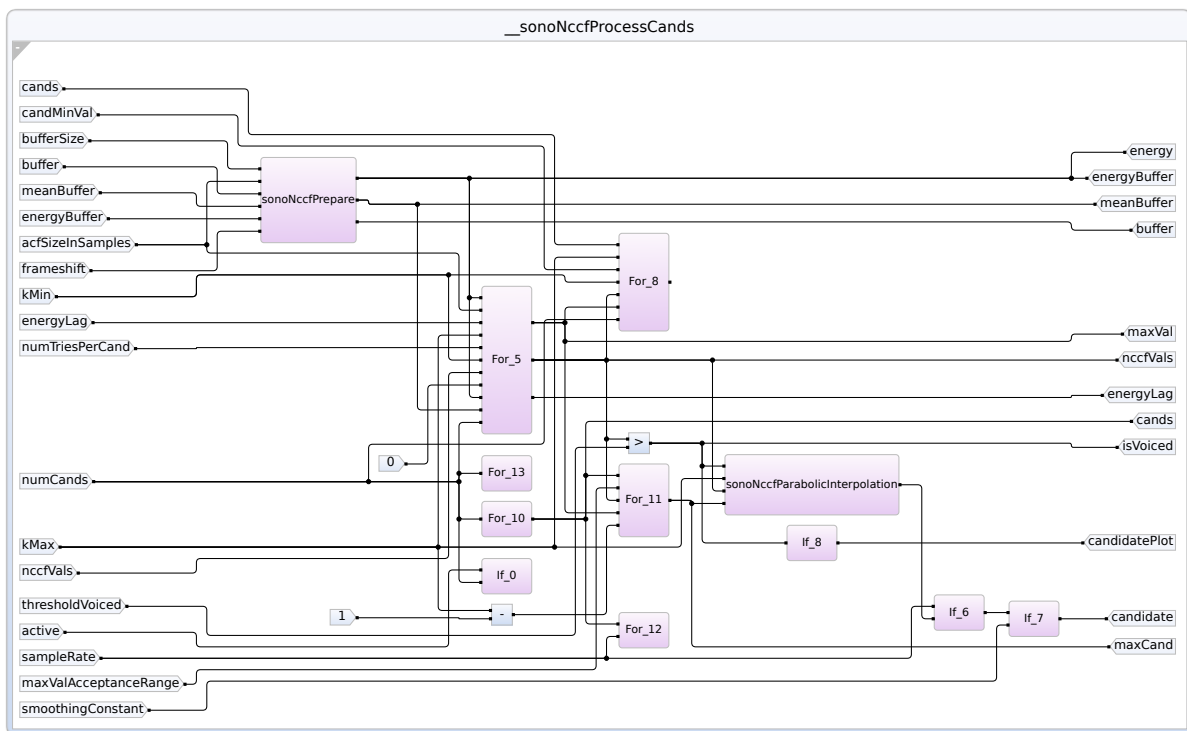 __sonoNccfProcessCands
-
cands
candMinVal
bufferSize
buffer
meanBuffer
energyBuffer
acfSizeInSamples
frameshift
kMin
energyLag
numTriesPerCand
numCands
kMax
nccfVals
thresholdVoiced
active
sampleRate
maxValAcceptanceRange
smoothingConstant
sonoNccfPrepare
0
1
For_5
For_13
For_10
If_0
-
For_8
>
For_11
For_12
sonoNccfParabolicInterpolation
If_8
If_6
If_7
energy
energyBuffer
meanBuffer
buffer
maxVal
nccfVals
energyLag
cands
isVoiced
candidatePlot
candidate
maxCand